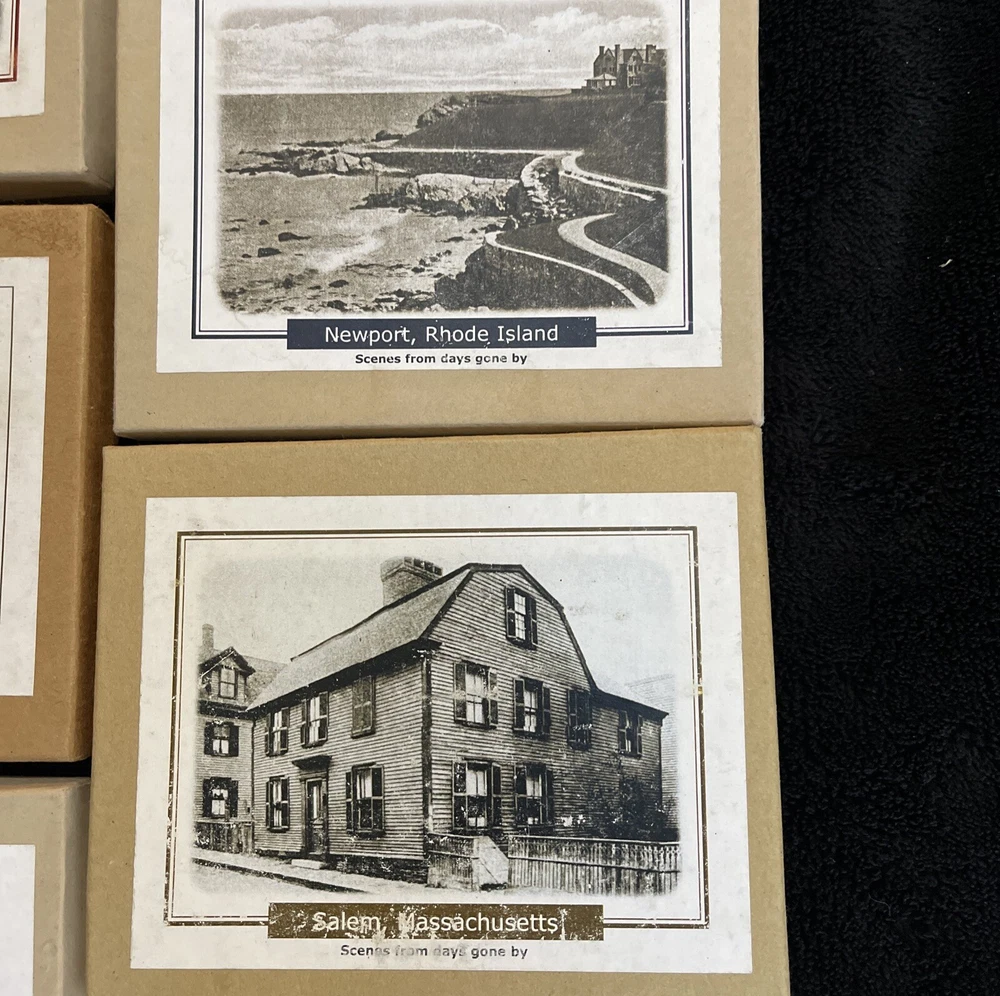 Newport, Rhode Island
Scenes from days gone by
Salem, Massachusetts
Scenes from days gone by